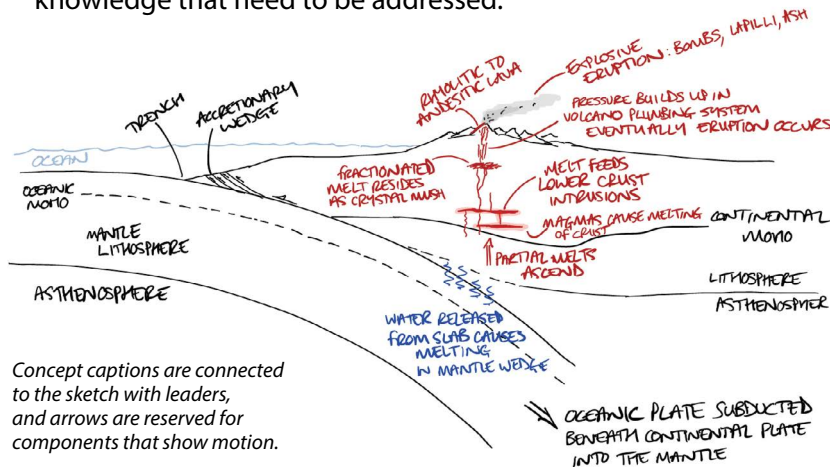 knowledge that need to be addressed.
EXPLOSIVE
ERUPTION: BOMBS, LAPILLI, ASH
RHYOLITIC TO
ANDESITIC LAVA
PRESSURE BUILDS UP IN
VOLCANO PLUMBING SYSTEM
EVENTUALLY ERUPTION OCCURS
TRENCH
ACCRETIONARY
WEDGE
OCEAN
FRACTIONATED
MELT RESIDES
AS CRYSTAL MUSH
MELT FEEDS
LOWER CRUST
INTRUSIONS
OCEANIC
MOHO
MAGMAS CAUSE MELTING
OF CRUST
CONTINENTAL
MOHO
MANTLE
LITHOSPHERE
PARTIAL MELTS
ASCEND
LITHOSPHERE
ASTHENOSPHER
ASTHENOSPHERE
WATER RELEASED
FROM SLAB CAUSES
MELTING
IN MANTLE WEDGE
Concept captions are connected
to the sketch with leaders,
and arrows are reserved for
components that show motion.
OCEANIC PLATE SUBDUCTED
BENEATH CONTINENTAL PLATE
INTO THE MANTLE